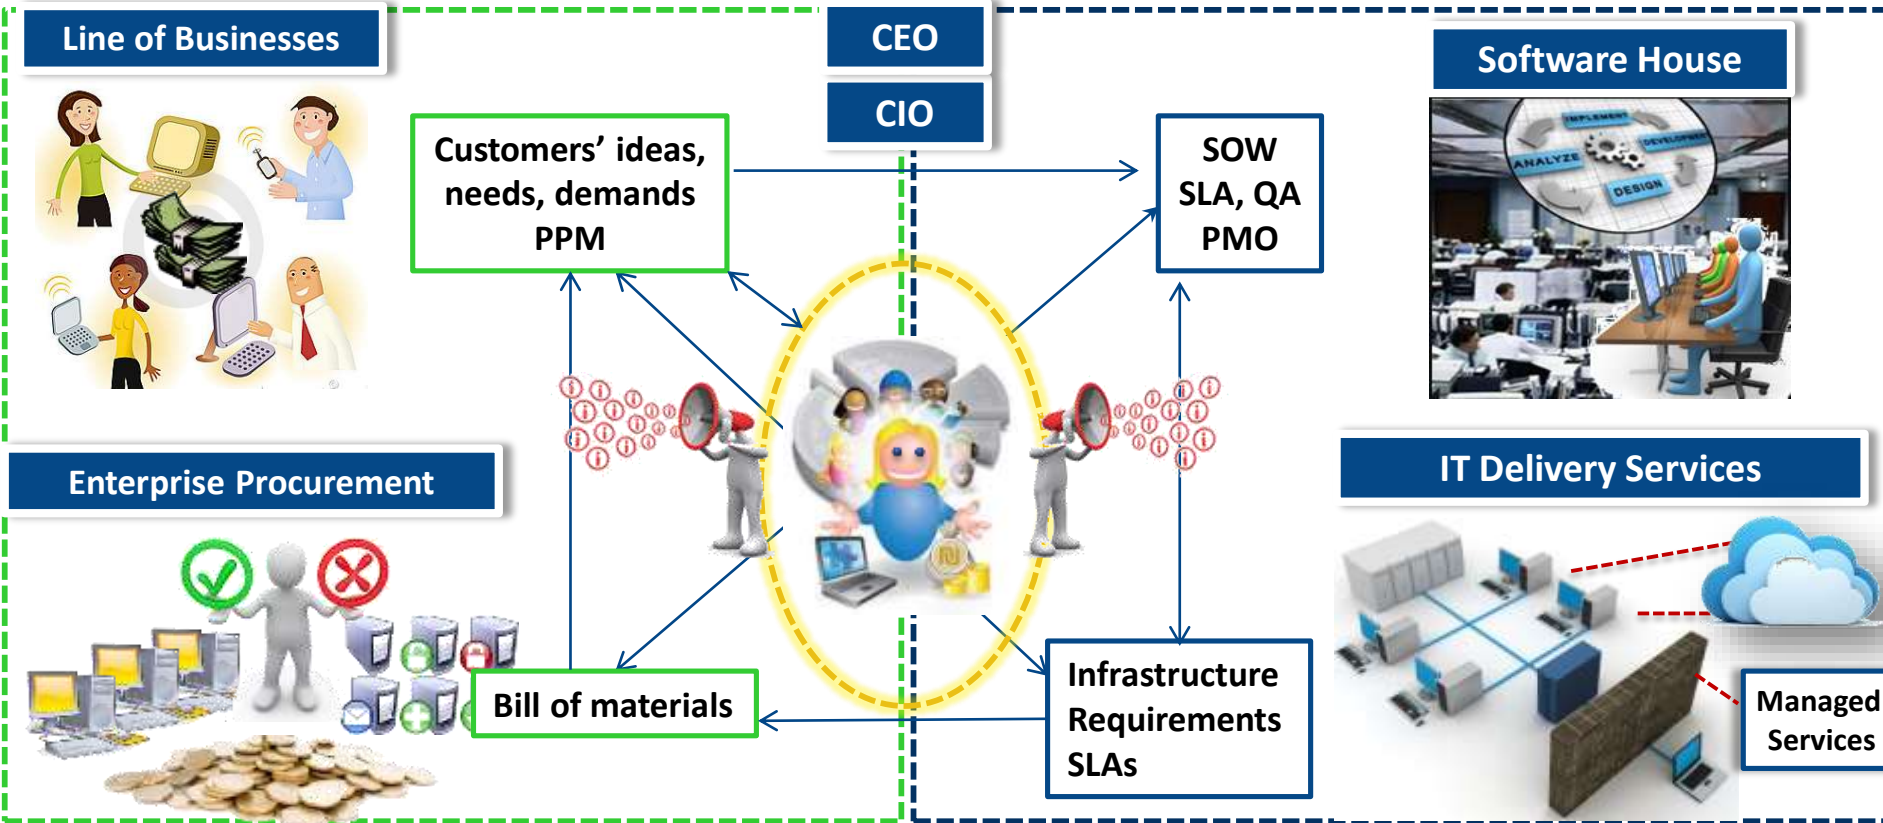 Line of Businesses
CEO
CIO
Software House
Customers’ ideas,
needs, demands
PPM
SOW
SLA, QA
PMO
IMPLEMENT
DEVELOPMENT
ANALYZE
DESIGN
Enterprise Procurement
IT Delivery Services
Bill of materials
Infrastructure
Requirements
SLAs
Managed
Services